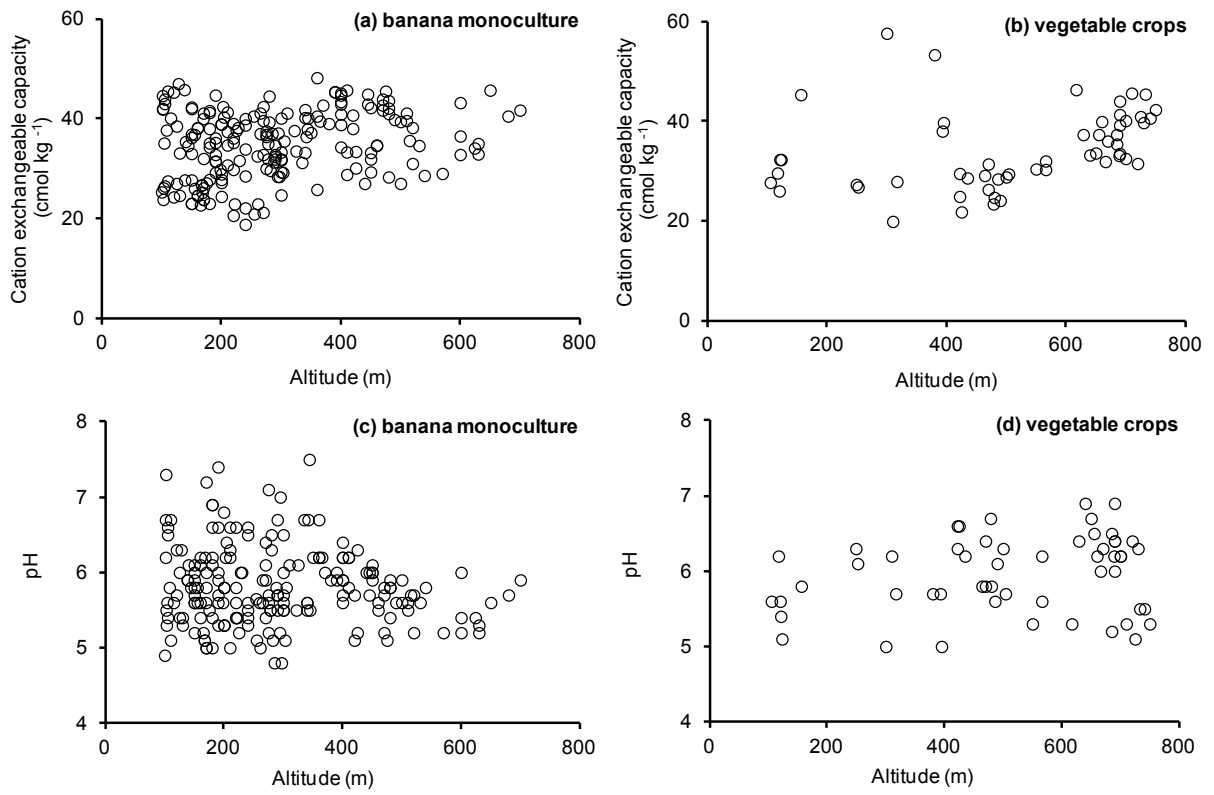 (a) banana monoculture
Cation exchangeable capacity
(cmol kg -1)
60
40
20
0
0 200 400 600 800
Altitude (m)
(b) vegetable crops
Cation exchangeable capacity
(cmol kg -1)
60
40
20
0
0 200 400 600 800
Altitude (m)
(c) banana monoculture
pH
8
7
6
5
4
0 200 400 600 800
Altitude (m)
(d) vegetable crops
pH
8
7
6
5
4
0 200 400 600 800
Altitude (m)